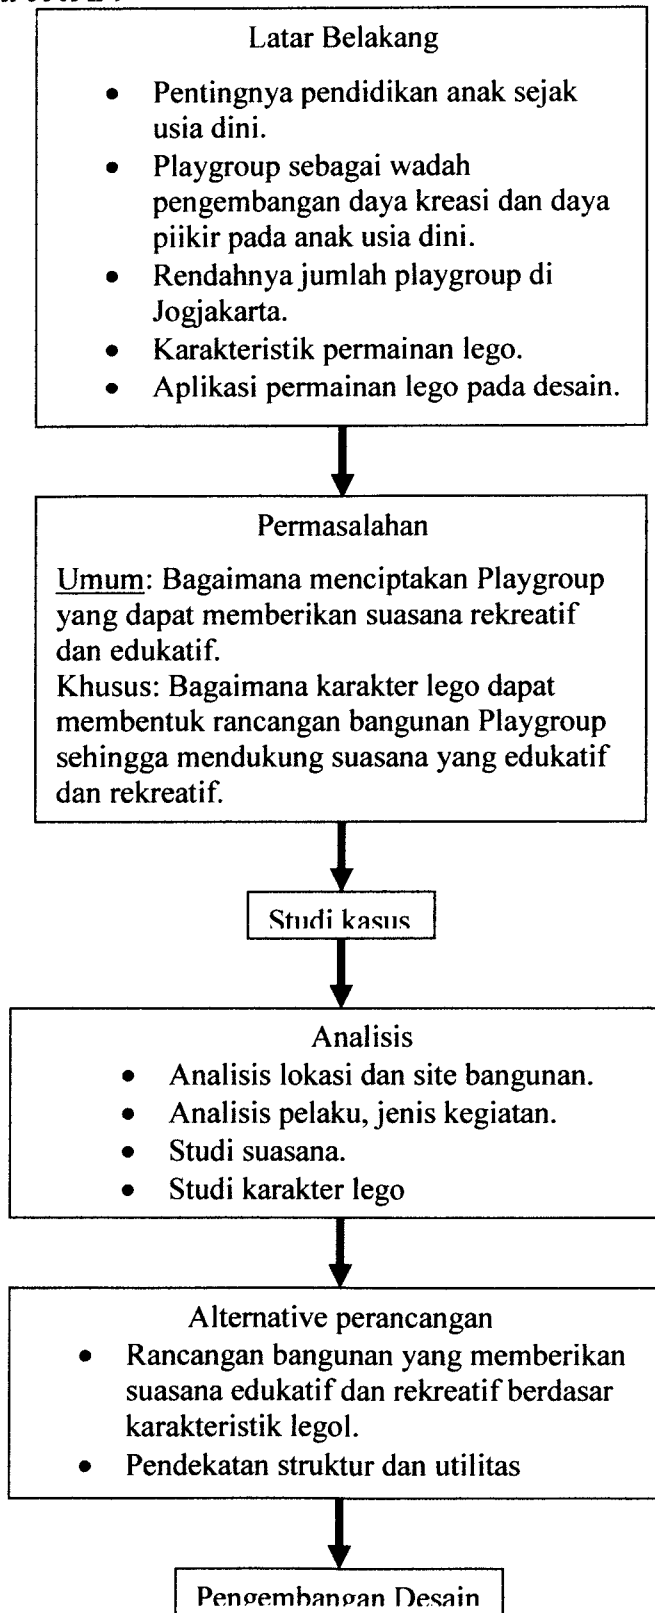 Latar Belakang
• Pentingnya pendidikan anak sejak
usia dini.
• Playgroup sebagai wadah
pengembangan daya kreasi dan daya
piikir pada anak usia dini.
• Rendahnya jumlah playgroup di
Jogjakarta.
• Karakteristik permainan lego.
• Aplikasi permainan lego pada desain.
Permasalahan
Umum: Bagaimana menciptakan Playgroup
yang dapat memberikan suasana rekreatif
dan edukatif.
Khusus: Bagaimana karakter lego dapat
membentuk rancangan bangunan Playgroup
sehingga mendukung suasana yang edukatif
dan rekreatif.
Studi kasus
Analisis
• Analisis lokasi dan site bangunan.
• Analisis pelaku, jenis kegiatan.
• Studi suasana.
• Studi karakter lego
Alternative perancangan
• Rancangan bangunan yang memberikan
suasana edukatif dan rekreatif berdasar
karakteristik legol.
• Pendekatan struktur dan utilitas
Pengembangan Desain